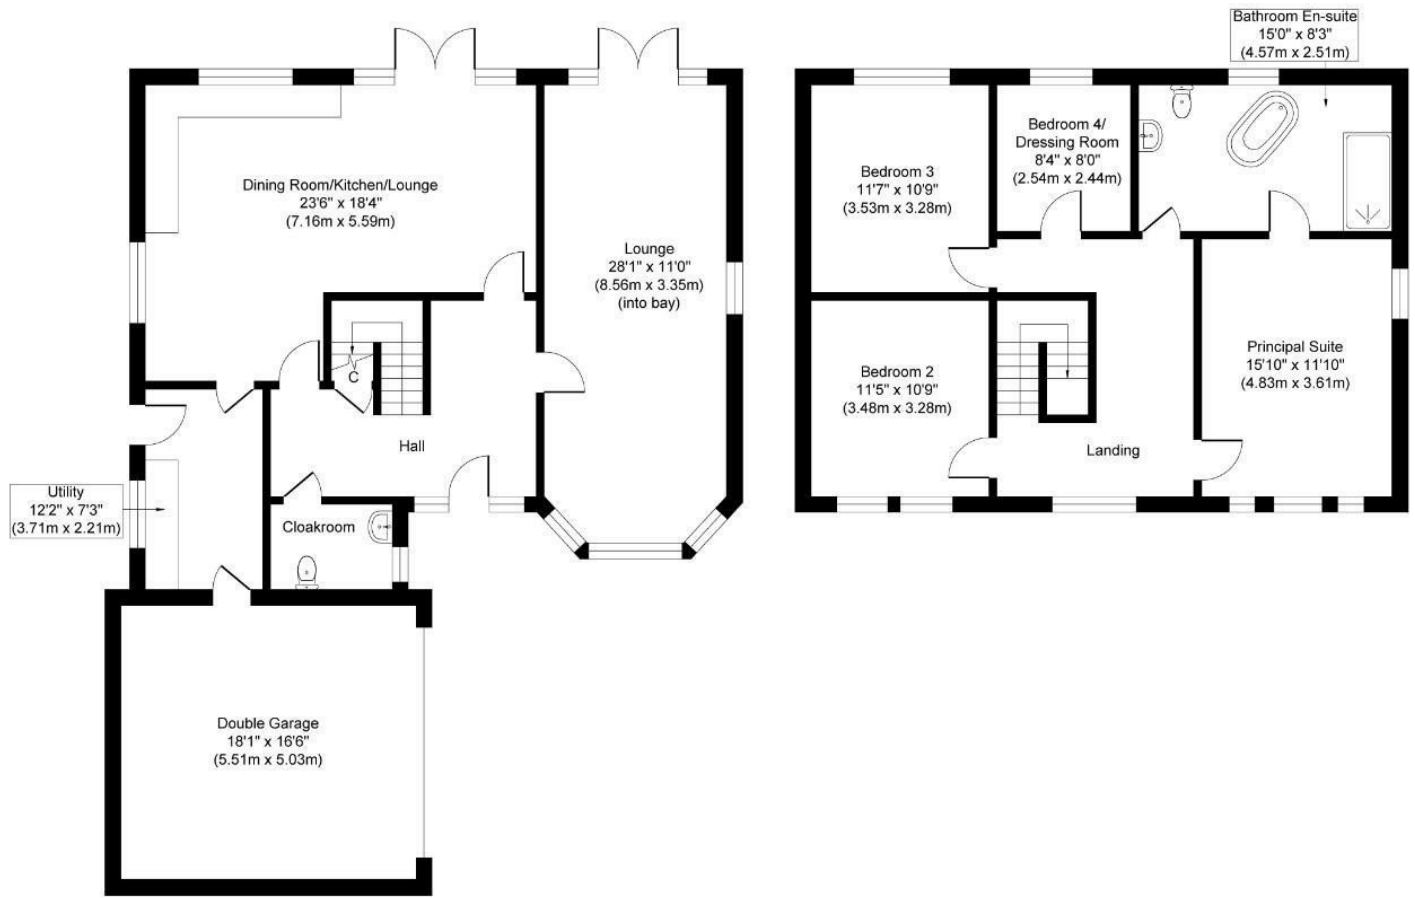 Dining Room/Kitchen/Lounge
23'6" x 18'4"
(7.16m x 5.59m)
Lounge
28'1" x 11'0"
(8.56m x 3.35m)
(into bay)
C
Hall
Utility
12'2" x 7'3"
(3.71m x 2.21m)
Cloakroom
Double Garage
18'1" x 16'6"
(5.51m x 5.03m)
Bathroom En-suite
15'0" x 8'3"
(4.57m x 2.51m)
Bedroom 4/
Dressing Room
8'4" x 8'0"
(2.54m x 2.44m)
Bedroom 3
11'7" x 10'9"
(3.53m x 3.28m)
Principal Suite
15'10" x 11'10"
(4.83m x 3.61m)
Bedroom 2
11'5" x 10'9"
(3.48m x 3.28m)
Landing